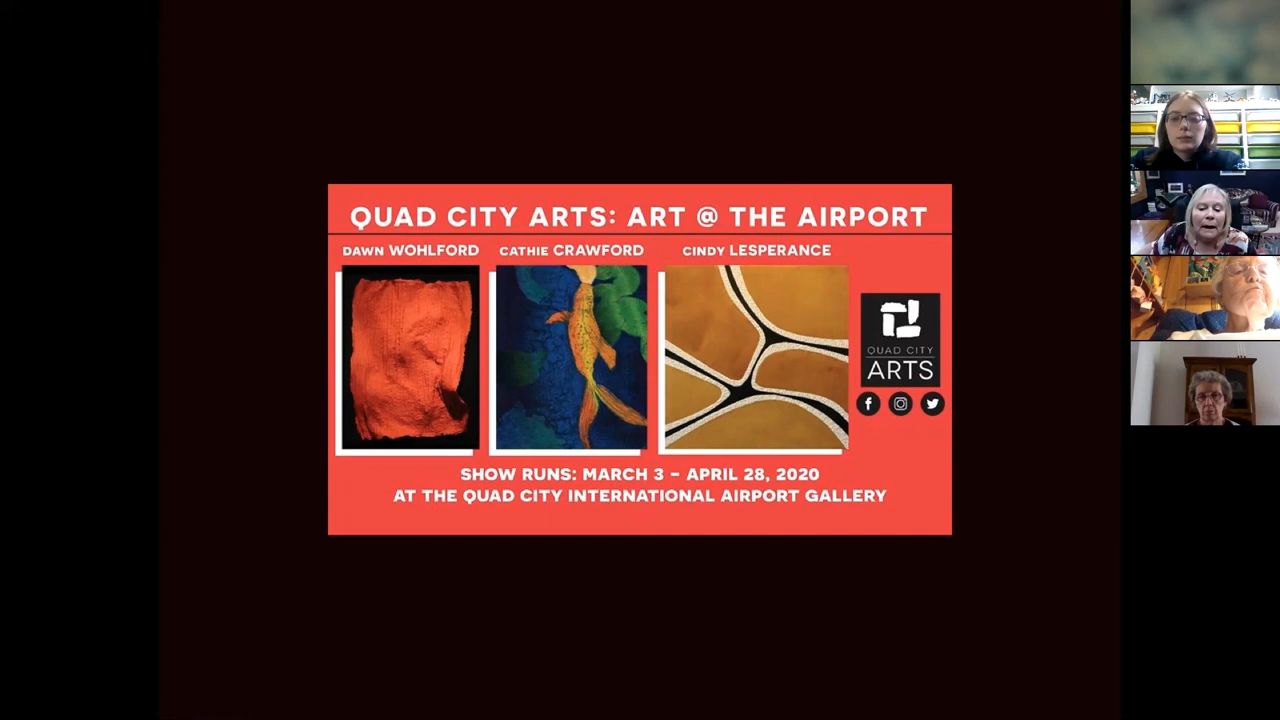 QUAD CITY ARTS: ART @ THE AIRPORT
DAWN WOHLFORD
CATHIE CRAWFORD
CINDY LESPERANCE
QUAD CITY
ARTS
SHOW RUNS: MARCH 3 – APRIL 28, 2020
AT THE QUAD CITY INTERNATIONAL AIRPORT GALLERY